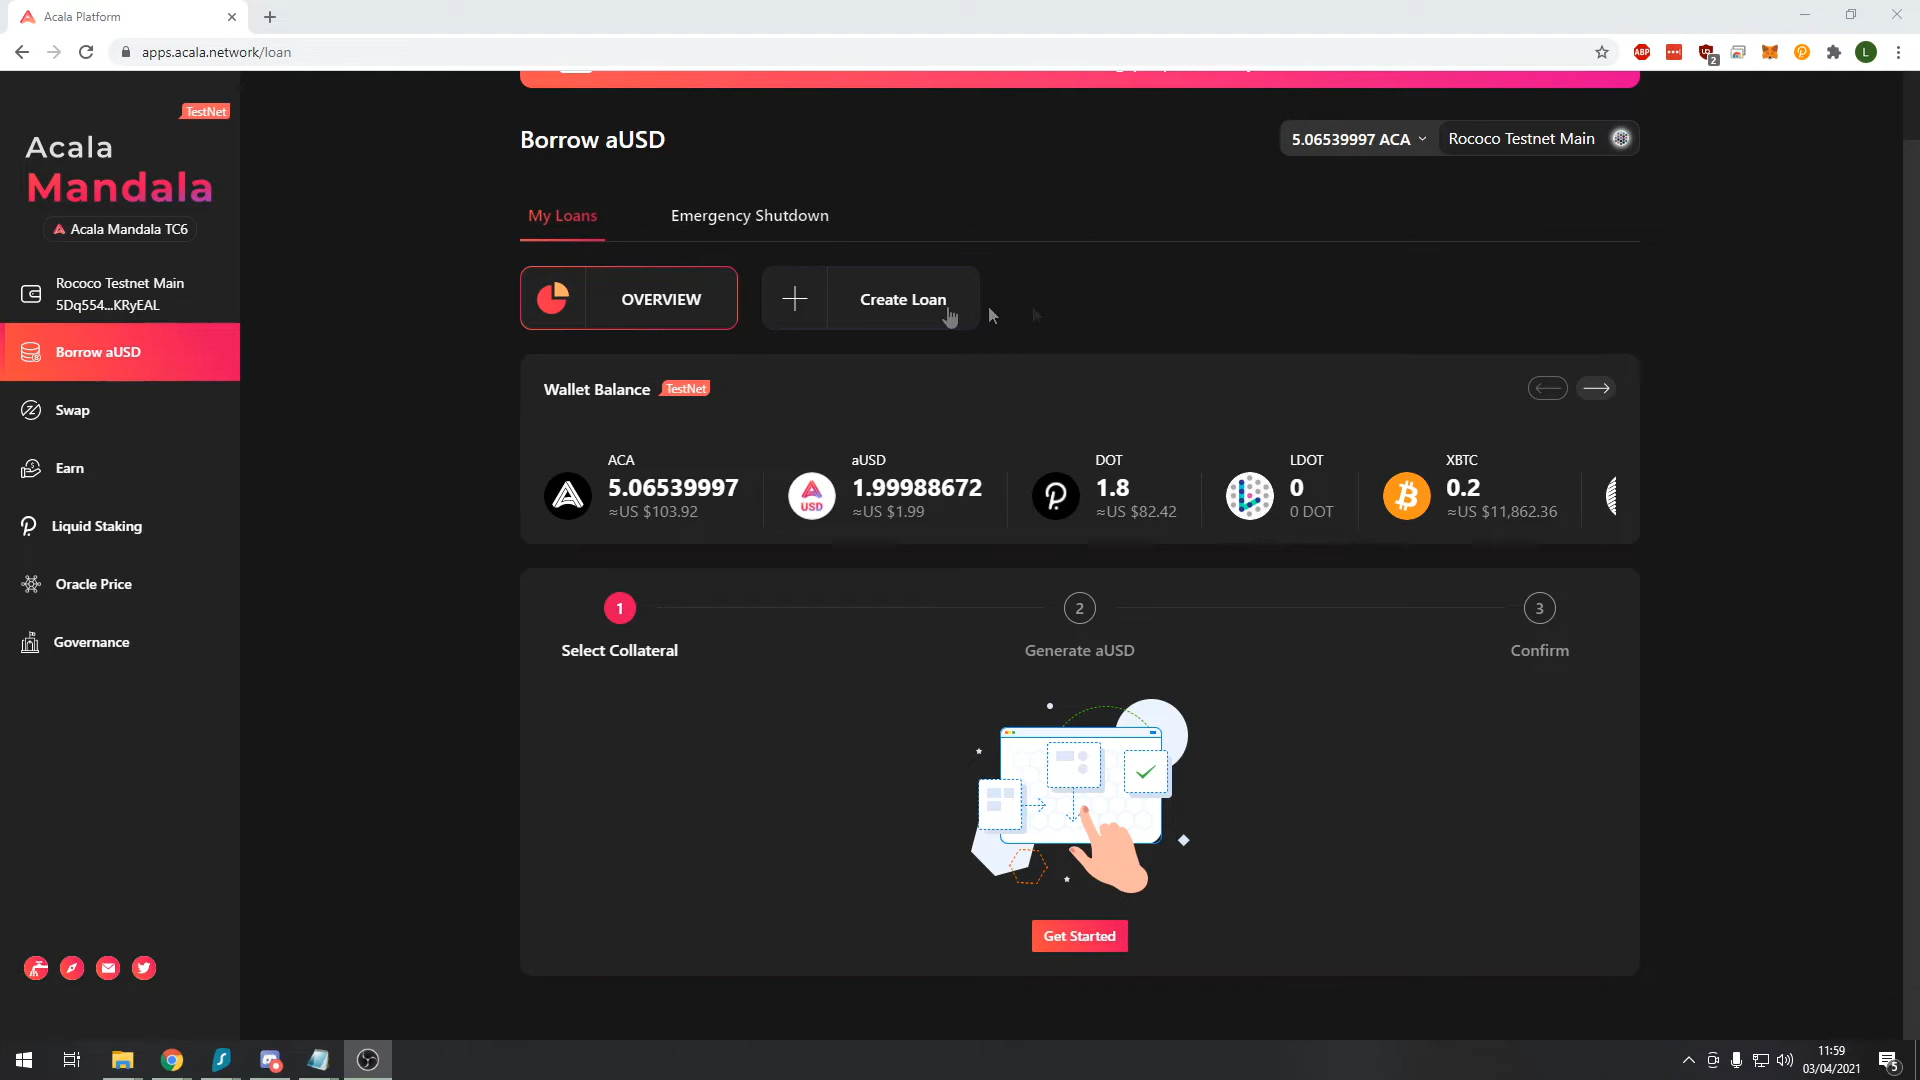 Acala Platform
apps.acala.network/loan
ABP
2
L
TestNet
Acala
Mandala
Acala Mandala TC6
Rococo Testnet Main
5Dq554...KRyEAL
Borrow aUSD
Swap
Earn
Liquid Staking
Oracle Price
Governance
Borrow aUSD
5.06539997 ACA
Rococo Testnet Main
My Loans
Emergency Shutdown
OVERVIEW
Create Loan
Wallet Balance
TestNet
ACA
5.06539997
≈US $103.92
USD
aUSD
1.99988672
≈US $1.99
DOT
1.8
≈US $82.42
LDOT
0
0 DOT
XBTC
0.2
≈US $11,862.36
1
Select Collateral
2
Generate aUSD
3
Confirm
Get Started
11:59
03/04/2021
5